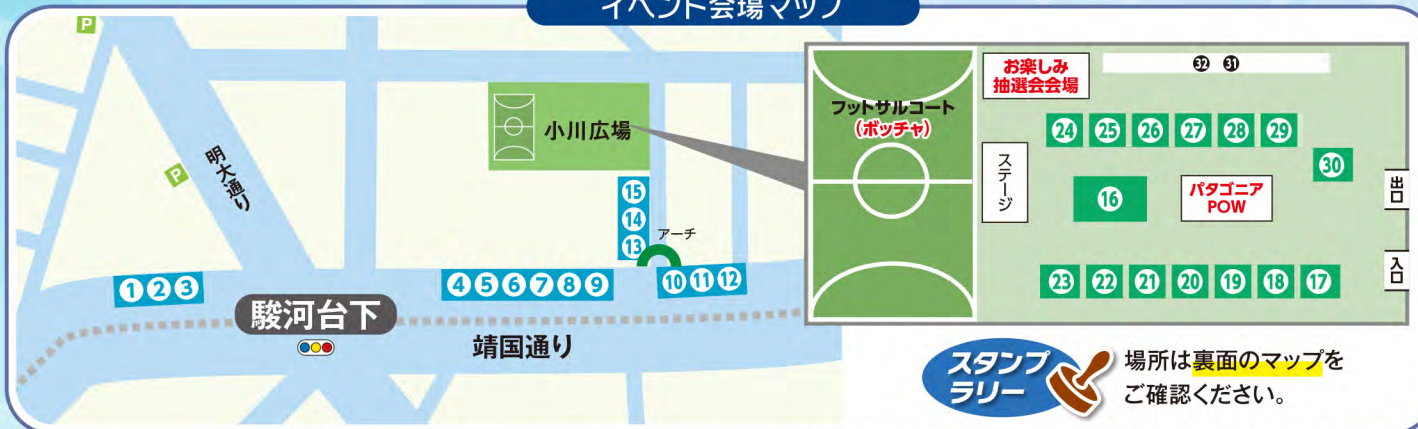 イベント会場マップ
P
P
明大通り
小川広場
アーチ
① ② ③
④ ⑤ ⑥ ⑦ ⑧ ⑨
⑩ ⑪ ⑫
⑮
⑭
⑬
駿河台下
靖国通り
フットサルコート
(ボッチャ)
お楽しみ
抽選会会場
㉜ ㉛
㉔ ㉕ ㉖ ㉗ ㉘ ㉙
㉚
ステージ
⑯
パタゴニア
POW
出口
入口
㉓ ㉒ ㉑ ⑳ ⑲ ⑱ ⑰
スタンプ
ラリー
場所は裏面のマップを
ご確認ください。